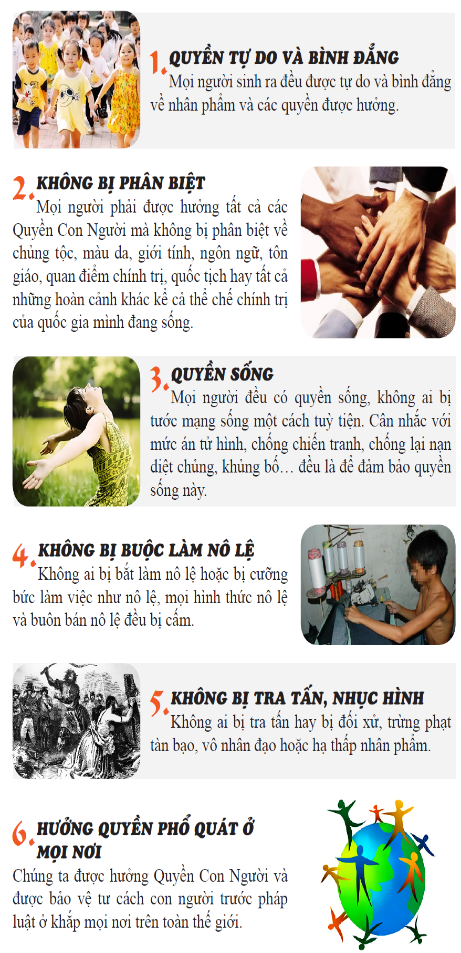 1. QUYỀN TỰ DO VÀ BÌNH ĐẲNG
Mọi người sinh ra đều được tự do và bình đẳng
về nhân phẩm và các quyền được hưởng.
2. KHÔNG BỊ PHÂN BIỆT
Mọi người phải được hưởng tất cả các
Quyền Con Người mà không bị phân biệt về
chủng tộc, màu da, giới tính, ngôn ngữ, tôn
giáo, quan điểm chính trị, quốc tịch hay tất cả
những hoàn cảnh khác kể cả thể chế chính trị
của quốc gia mình đang sống.
3. QUYỀN SỐNG
Mọi người đều có quyền sống, không ai bị
tước mạng sống một cách tuỳ tiện. Cân nhắc với
mức án tử hình, chống chiến tranh, chống lại nạn
diệt chủng, khủng bố… đều là để đảm bảo quyền
sống này.
4. KHÔNG BỊ BUỘC LÀM NÔ LỆ
Không ai bị bắt làm nô lệ hoặc bị cưỡng
bức làm việc như nô lệ, mọi hình thức nô lệ
và buôn bán nô lệ đều bị cấm.
5. KHÔNG BỊ TRA TẤN, NHỤC HÌNH
Không ai bị tra tấn hay bị đối xử, trừng phạt
tàn bạo, vô nhân đạo hoặc hạ thấp nhân phẩm.
6. HƯỞNG QUYỀN PHỔ QUÁT Ở
MỌI NƠI
Chúng ta được hưởng Quyền Con Người và
được bảo vệ tư cách con người trước pháp
luật ở khắp mọi nơi trên toàn thế giới.